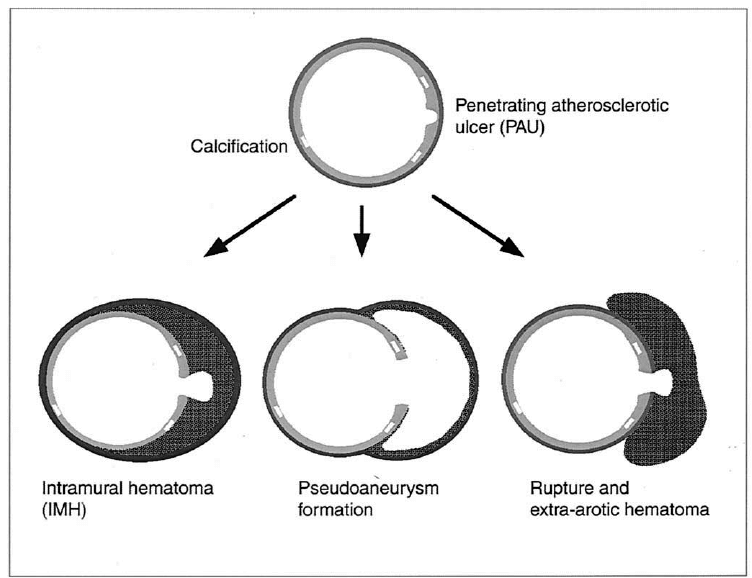 Penetrating atherosclerotic
ulcer (PAU)
Calcification
Intramural hematoma
(IMH)
Pseudoaneurysm
formation
Rupture and
extra-arotic hematoma